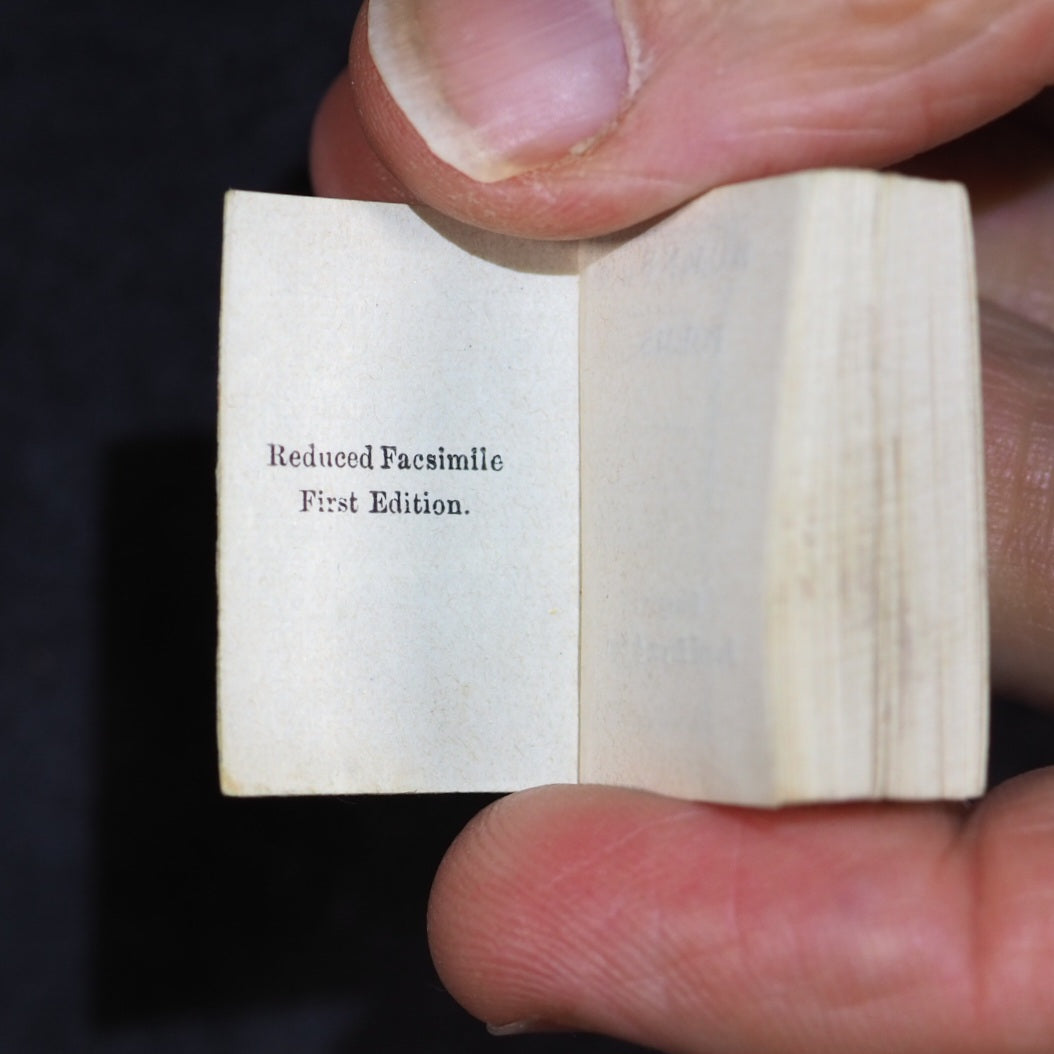 Reduced Facsimile
First Edition.